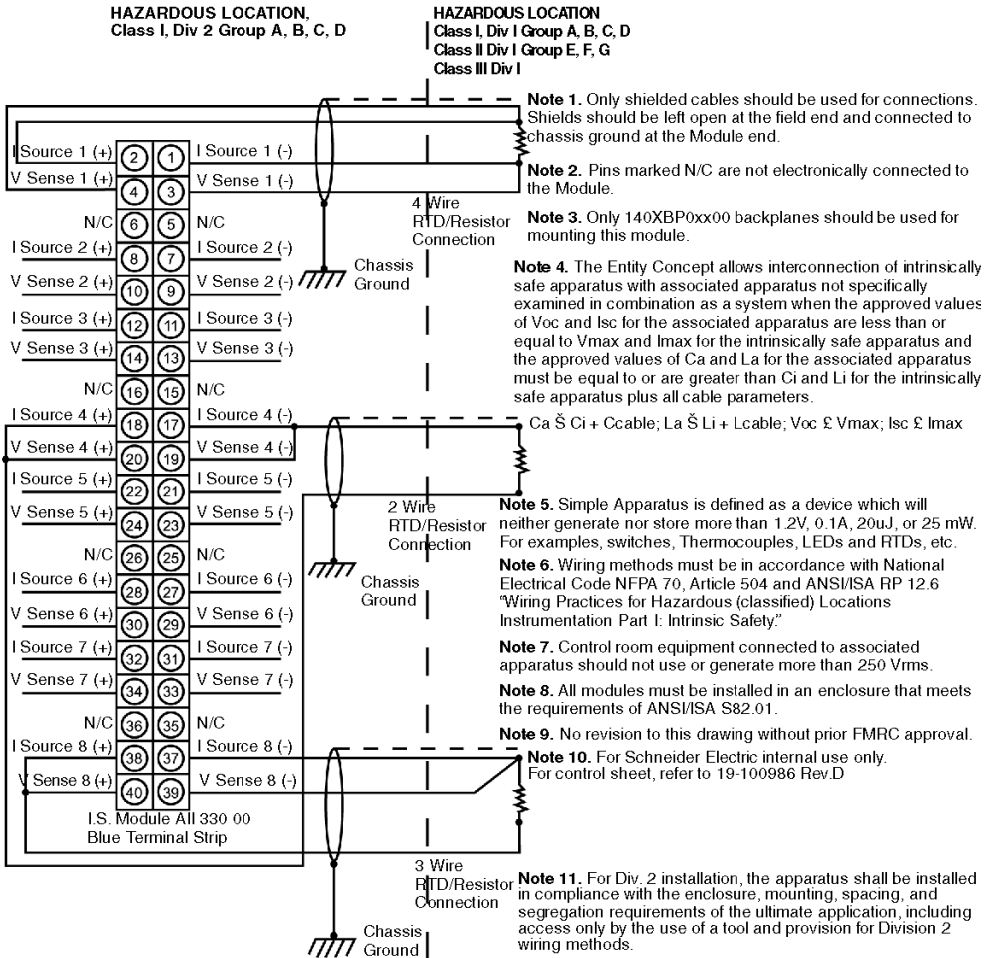 HAZARDOUS LOCATION,
Class I, Div 2 Group A, B, C, D
HAZARDOUS LOCATION
Class I, Div I Group A, B, C, D
Class II Div I Group E, F, G
Class III Div I
I Source 1 (+) 2 1 I Source 1 (-)
V Sense 1 (+) 4 3 V Sense 1 (-)
N/C 6 5 N/C
I Source 2 (+) 8 7 I Source 2 (-)
V Sense 2 (+) 10 9 V Sense 2 (-)
I Source 3 (+) 12 11 I Source 3 (-)
V Sense 3 (+) 14 13 V Sense 3 (-)
N/C 16 15 N/C
I Source 4 (+) 18 17 I Source 4 (-)
V Sense 4 (+) 20 19 V Sense 4 (-)
I Source 5 (+) 22 21 I Source 5 (-)
V Sense 5 (+) 24 23 V Sense 5 (-)
N/C 26 25 N/C
I Source 6 (+) 28 27 I Source 6 (-)
V Sense 6 (+) 30 29 V Sense 6 (-)
I Source 7 (+) 32 31 I Source 7 (-)
V Sense 7 (+) 34 33 V Sense 7 (-)
N/C 36 35 N/C
I Source 8 (+) 38 37 I Source 8 (-)
V Sense 8 (+) 40 39 V Sense 8 (-)
I.S. Module AII 330 00
Blue Terminal Strip
4 Wire
RTD/Resistor
Connection
Chassis
Ground
2 Wire
RTD/Resistor
Connection
Chassis
Ground
3 Wire
RTD/Resistor
Connection
Chassis
Ground
Note 1. Only shielded cables should be used for connections.
Shields should be left open at the field end and connected to
chassis ground at the Module end.
Note 2. Pins marked N/C are not electronically connected to
the Module.
Note 3. Only 140XBP0xx00 backplanes should be used for
mounting this module.
Note 4. The Entity Concept allows interconnection of intrinsically
safe apparatus with associated apparatus not specifically
examined in combination as a system when the approved values
of Voc and Isc for the associated apparatus are less than or
equal to Vmax and Imax for the intrinsically safe apparatus and
the approved values of Ca and La for the associated apparatus
must be equal to or are greater than Ci and Li for the intrinsically
safe apparatus plus all cable parameters.
Ca Š Ci + Ccable; La Š Li + Lcable; Voc £ Vmax; Isc £ Imax
Note 5. Simple Apparatus is defined as a device which will
neither generate nor store more than 1.2V, 0.1A, 20uJ, or 25 mW.
For examples, switches, Thermocouples, LEDs and RTDs, etc.
Note 6. Wiring methods must be in accordance with National
Electrical Code NFPA 70, Article 504 and ANSI/ISA RP 12.6
“Wiring Practices for Hazardous (classified) Locations
Instrumentation Part I: Intrinsic Safety.”
Note 7. Control room equipment connected to associated
apparatus should not use or generate more than 250 Vrms.
Note 8. All modules must be installed in an enclosure that meets
the requirements of ANSI/ISA S82.01.
Note 9. No revision to this drawing without prior FMRC approval.
Note 10. For Schneider Electric internal use only.
For control sheet, refer to 19-100986 Rev.D
Note 11. For Div. 2 installation, the apparatus shall be installed
in compliance with the enclosure, mounting, spacing, and
segregation requirements of the ultimate application, including
access only by the use of a tool and provision for Division 2
wiring methods.